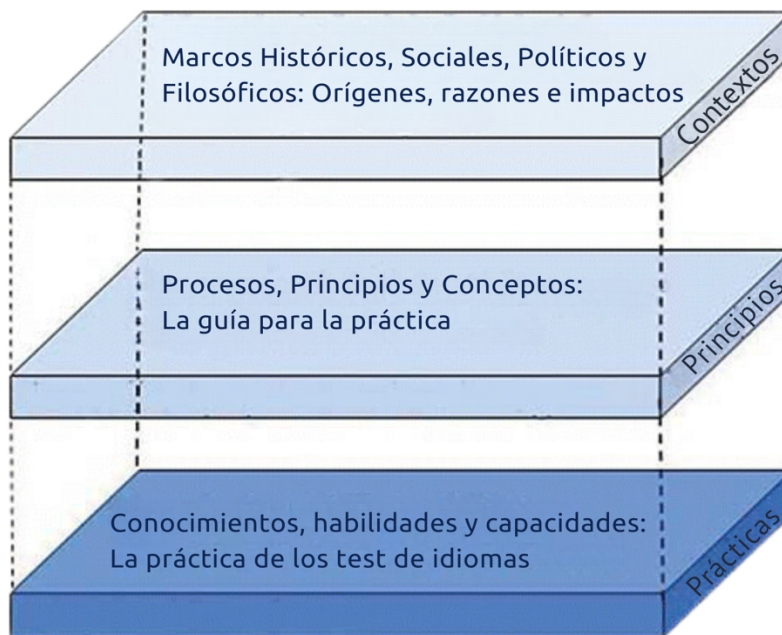 Marcos Históricos, Sociales, Políticos y
Filosóficos: Orígenes, razones e impactos
Contextos
Procesos, Principios y Conceptos:
La guía para la práctica
Principios
Conocimientos, habilidades y capacidades:
La práctica de los test de idiomas
Prácticas